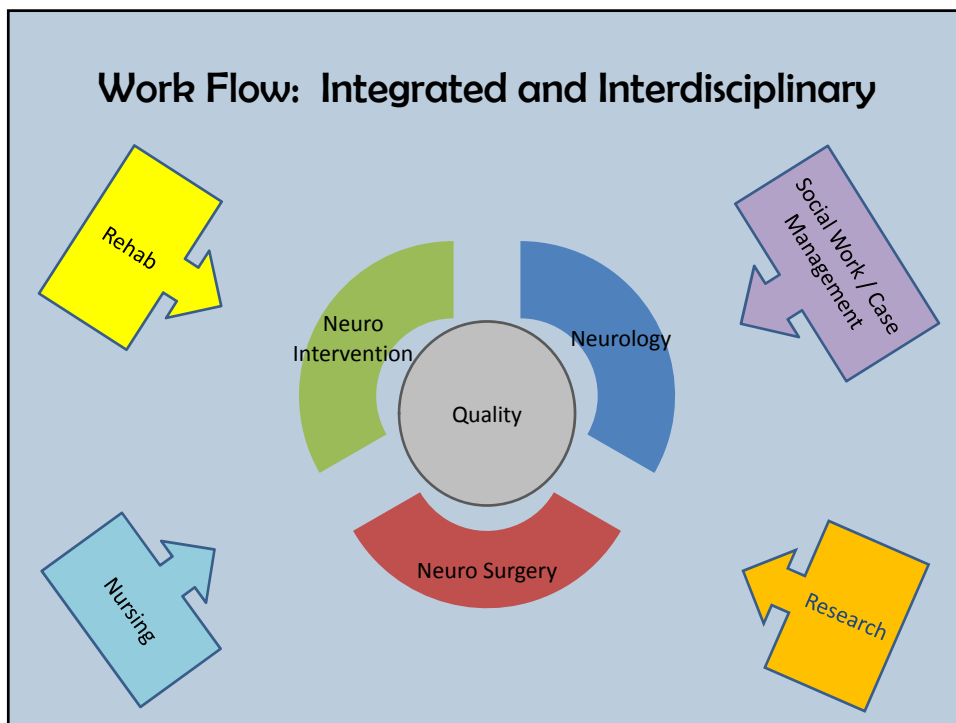 Work Flow:  Integrated and Interdisciplinary
Rehab
Social Work / Case
Management
Neuro
Intervention
Neurology
Quality
Neuro Surgery
Nursing
Research